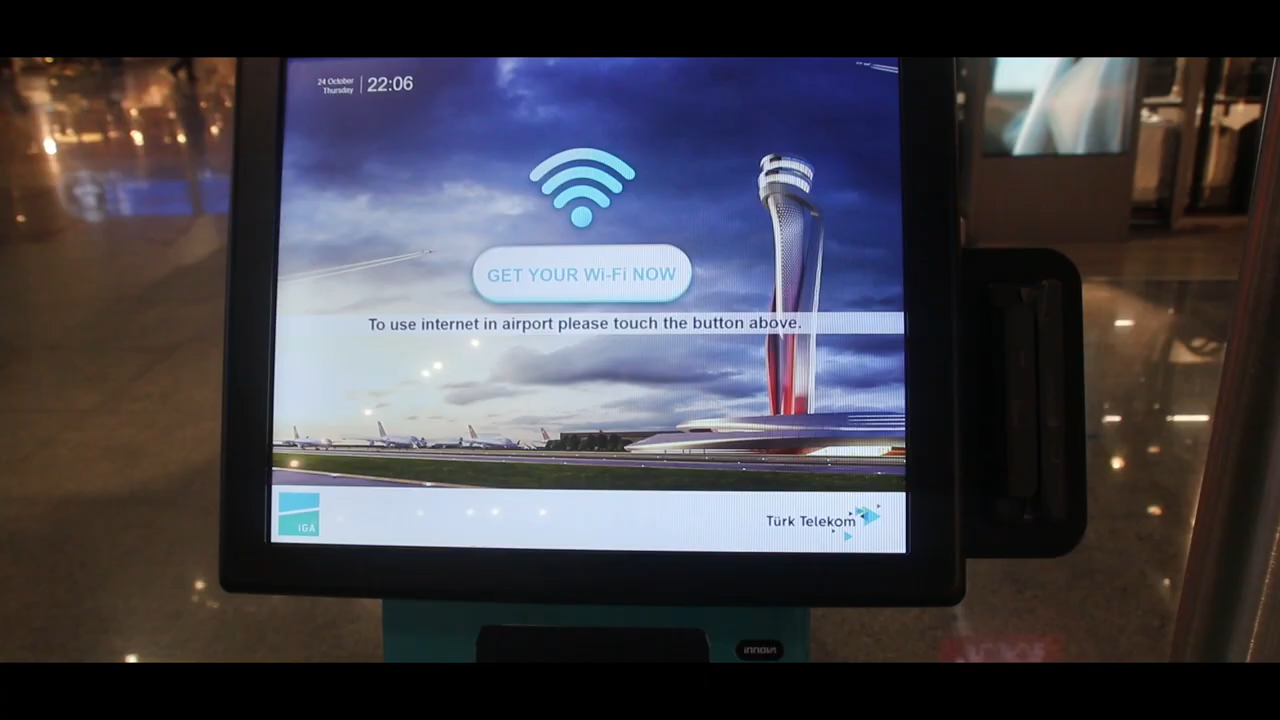 24 October
Thursday
22:06
GET YOUR Wi-Fi NOW
To use internet in airport please touch the button above.
iGA
Türk Telekom
innova